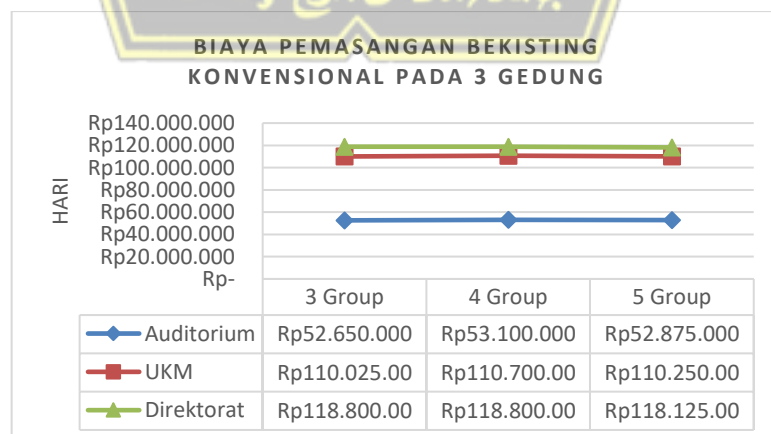 BIAYA PEMASANGAN BEKISTING
KONVENSIONAL PADA 3 GEDUNG
Rp140.000.000
Rp120.000.000
Rp100.000.000
Rp80.000.000
Rp60.000.000
Rp40.000.000
Rp20.000.000
Rp-
HARI
3 Group 4 Group 5 Group
Auditorium Rp52.650.000 Rp53.100.000 Rp52.875.000
UKM Rp110.025.00 Rp110.700.00 Rp110.250.00
Direktorat Rp118.800.00 Rp118.800.00 Rp118.125.00